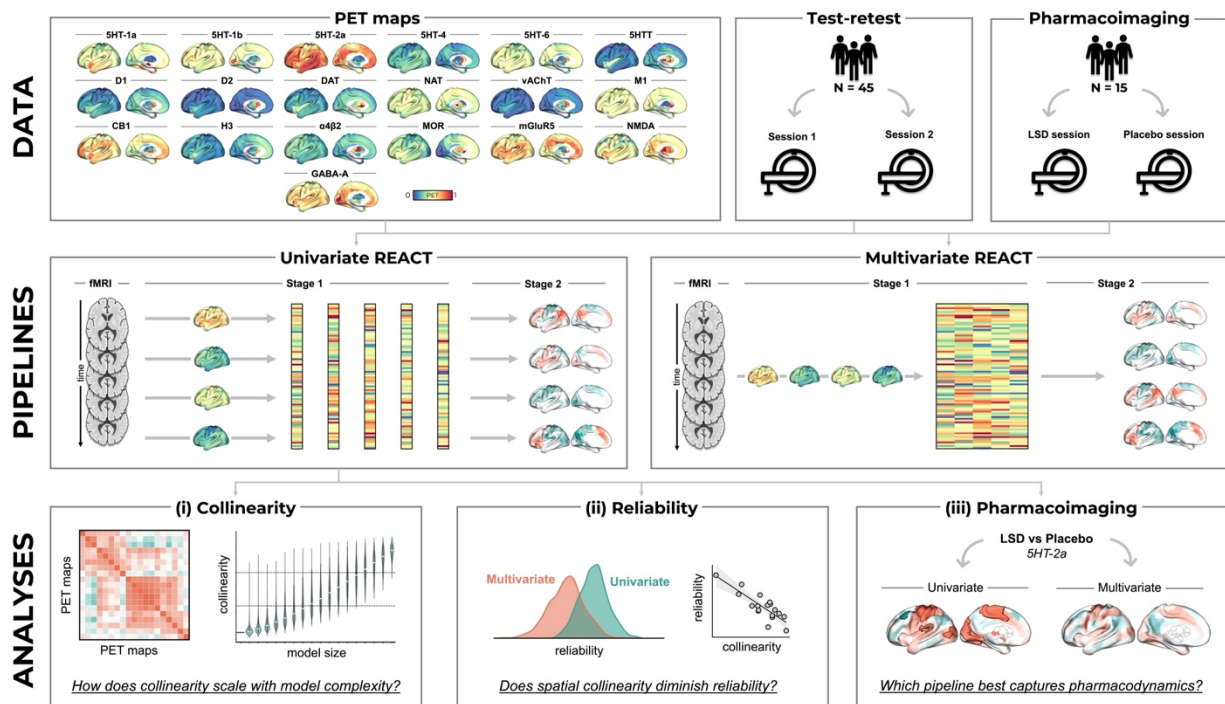 DATA
PET maps
5HT-1a 5HT-1b 5HT-2a 5HT-4 5HT-6 5HTT
D1 D2 DAT NAT vAChT M1
CB1 H3 α4β2 MOR mGluR5 NMDA
GABA-A
0 PET 1
Test-retest
N = 45
Session 1 Session 2
Pharmacoimaging
N = 15
LSD session Placebo session
PIPELINES
Univariate REACT
fMRI Stage 1 Stage 2
time
Multivariate REACT
fMRI Stage 1 Stage 2
time
ANALYSES
(i) Collinearity
PET maps
PET maps
collinearity
model size
How does collinearity scale with model complexity?
(ii) Reliability
Multivariate Univariate
reliability
reliability
collinearity
Does spatial collinearity diminish reliability?
(iii) Pharmacoimaging
LSD vs Placebo
5HT-2a
Univariate Multivariate
Which pipeline best captures pharmacodynamics?